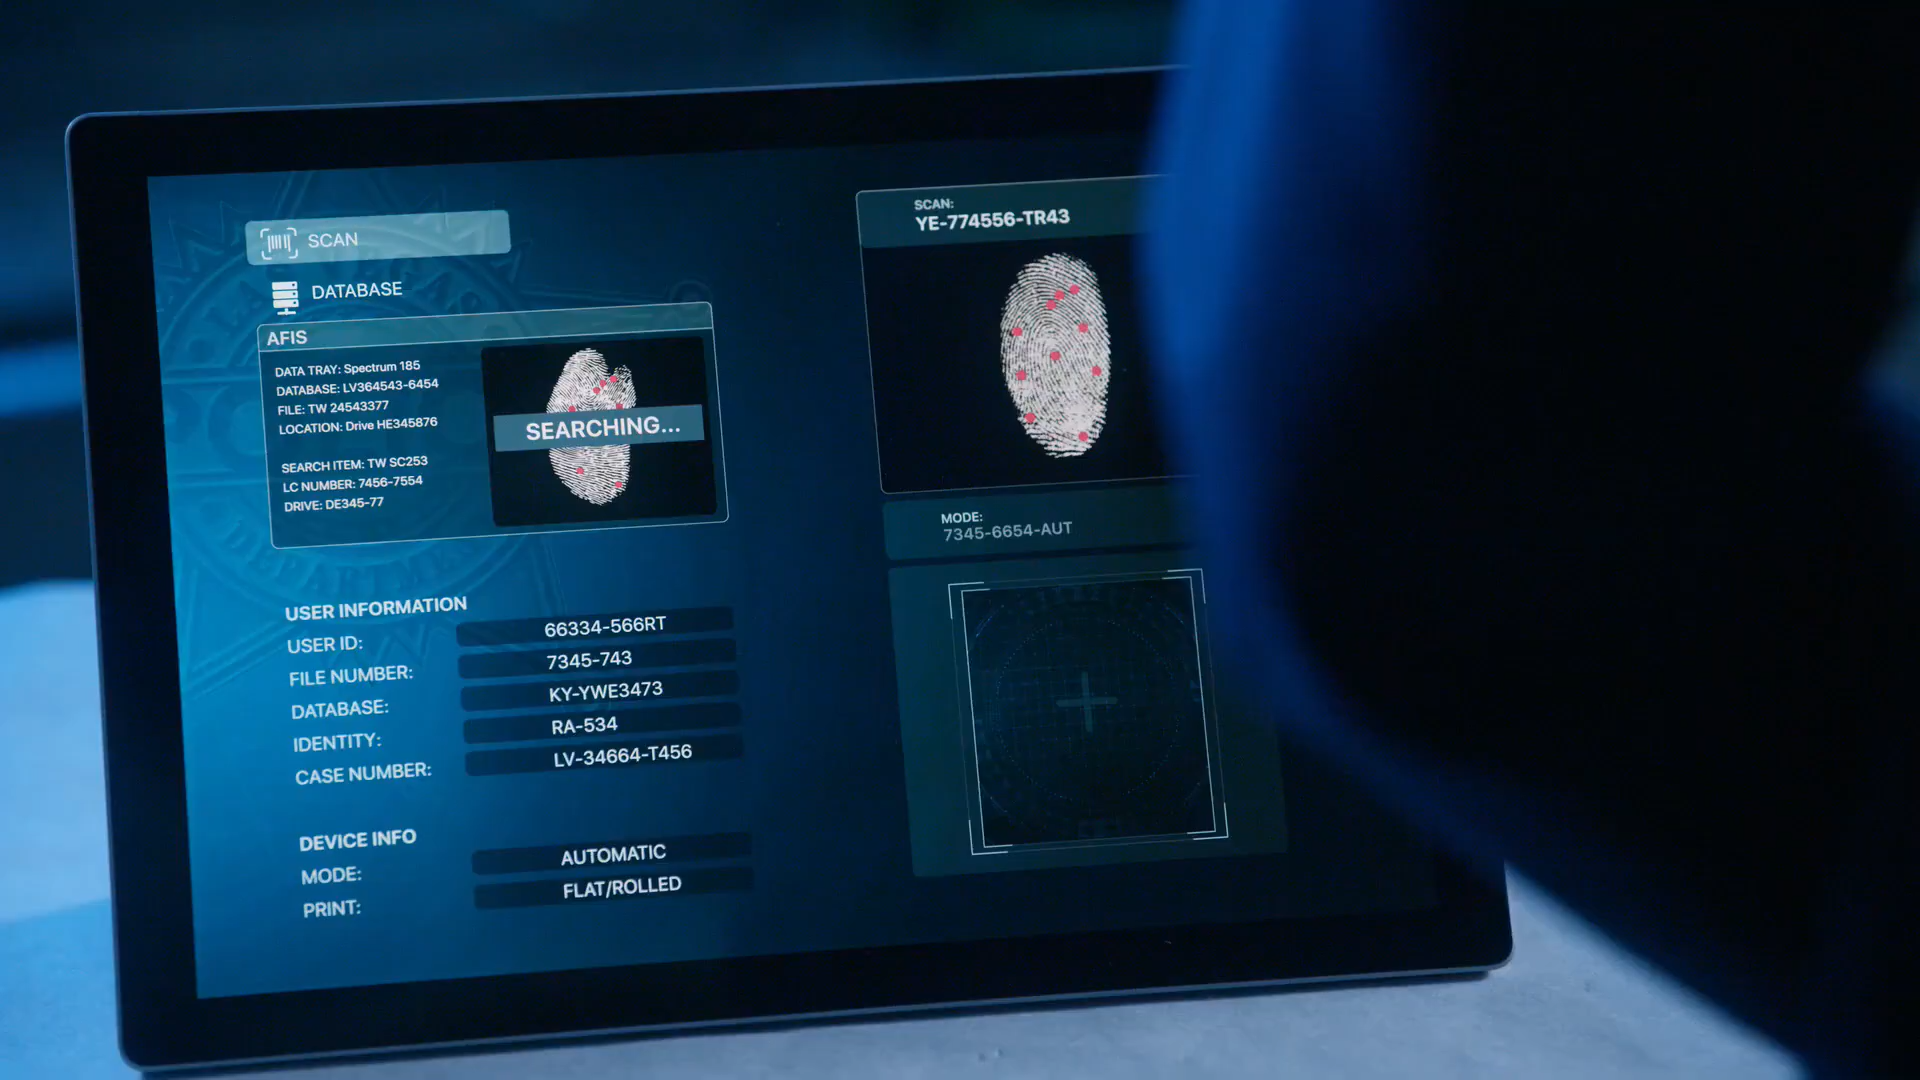 SCAN
DATABASE
AFIS
DATA TRAY: Spectrum 185
DATABASE: LV364543-6454
FILE: TW 24543377
LOCATION: Drive HE345876
SEARCH ITEM: TW SC253
LC NUMBER: 7456-7554
DRIVE: DE345-77
SEARCHING...
USER INFORMATION
USER ID: 66334-566RT
FILE NUMBER: 7345-743
DATABASE: KY-YWE3473
IDENTITY: RA-534
CASE NUMBER: LV-34664-T456
DEVICE INFO
MODE: AUTOMATIC
PRINT: FLAT/ROLLED
SCAN:
YE-774556-TR43
MODE:
7345-6654-AUT